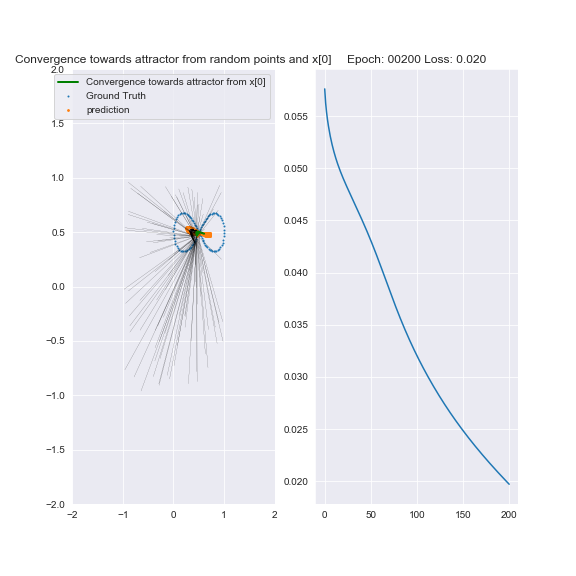 Convergence towards attractor from random points and x[0]
Epoch: 00200 Loss: 0.020
Convergence towards attractor from x[0]
Ground Truth
prediction
2.0
1.5
1.0
0.5
0.0
−0.5
−1.0
−1.5
−2.0
−2 −1 0 1 2
0.055
0.050
0.045
0.040
0.035
0.030
0.025
0.020
0 50 100 150 200